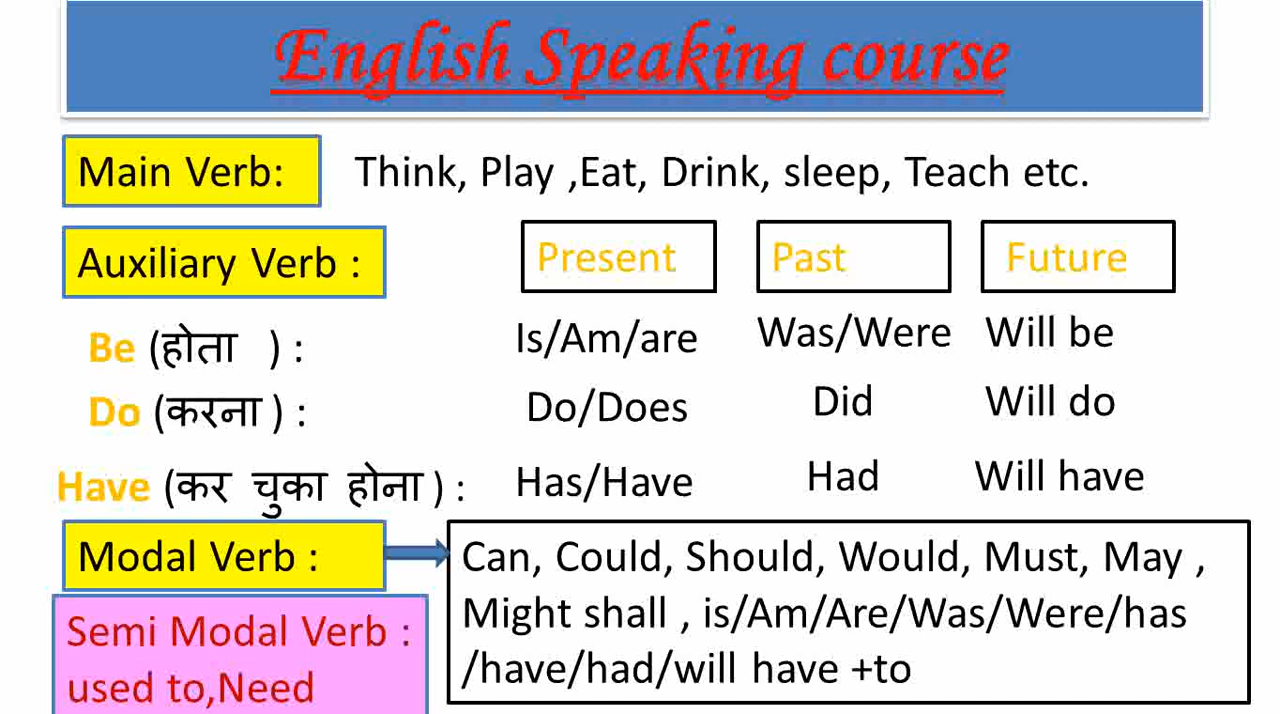 English Speaking course
Main Verb: Think, Play ,Eat, Drink, sleep, Teach etc.
Auxiliary Verb : Present Past Future
Be (होता ) : Is/Am/are Was/Were Will be
Do (करना ) : Do/Does Did Will do
Have (कर चुका होना ) : Has/Have Had Will have
Modal Verb : Can, Could, Should, Would, Must, May ,
Might shall , is/Am/Are/Was/Were/has
/have/had/will have +to
Semi Modal Verb :
used to,Need